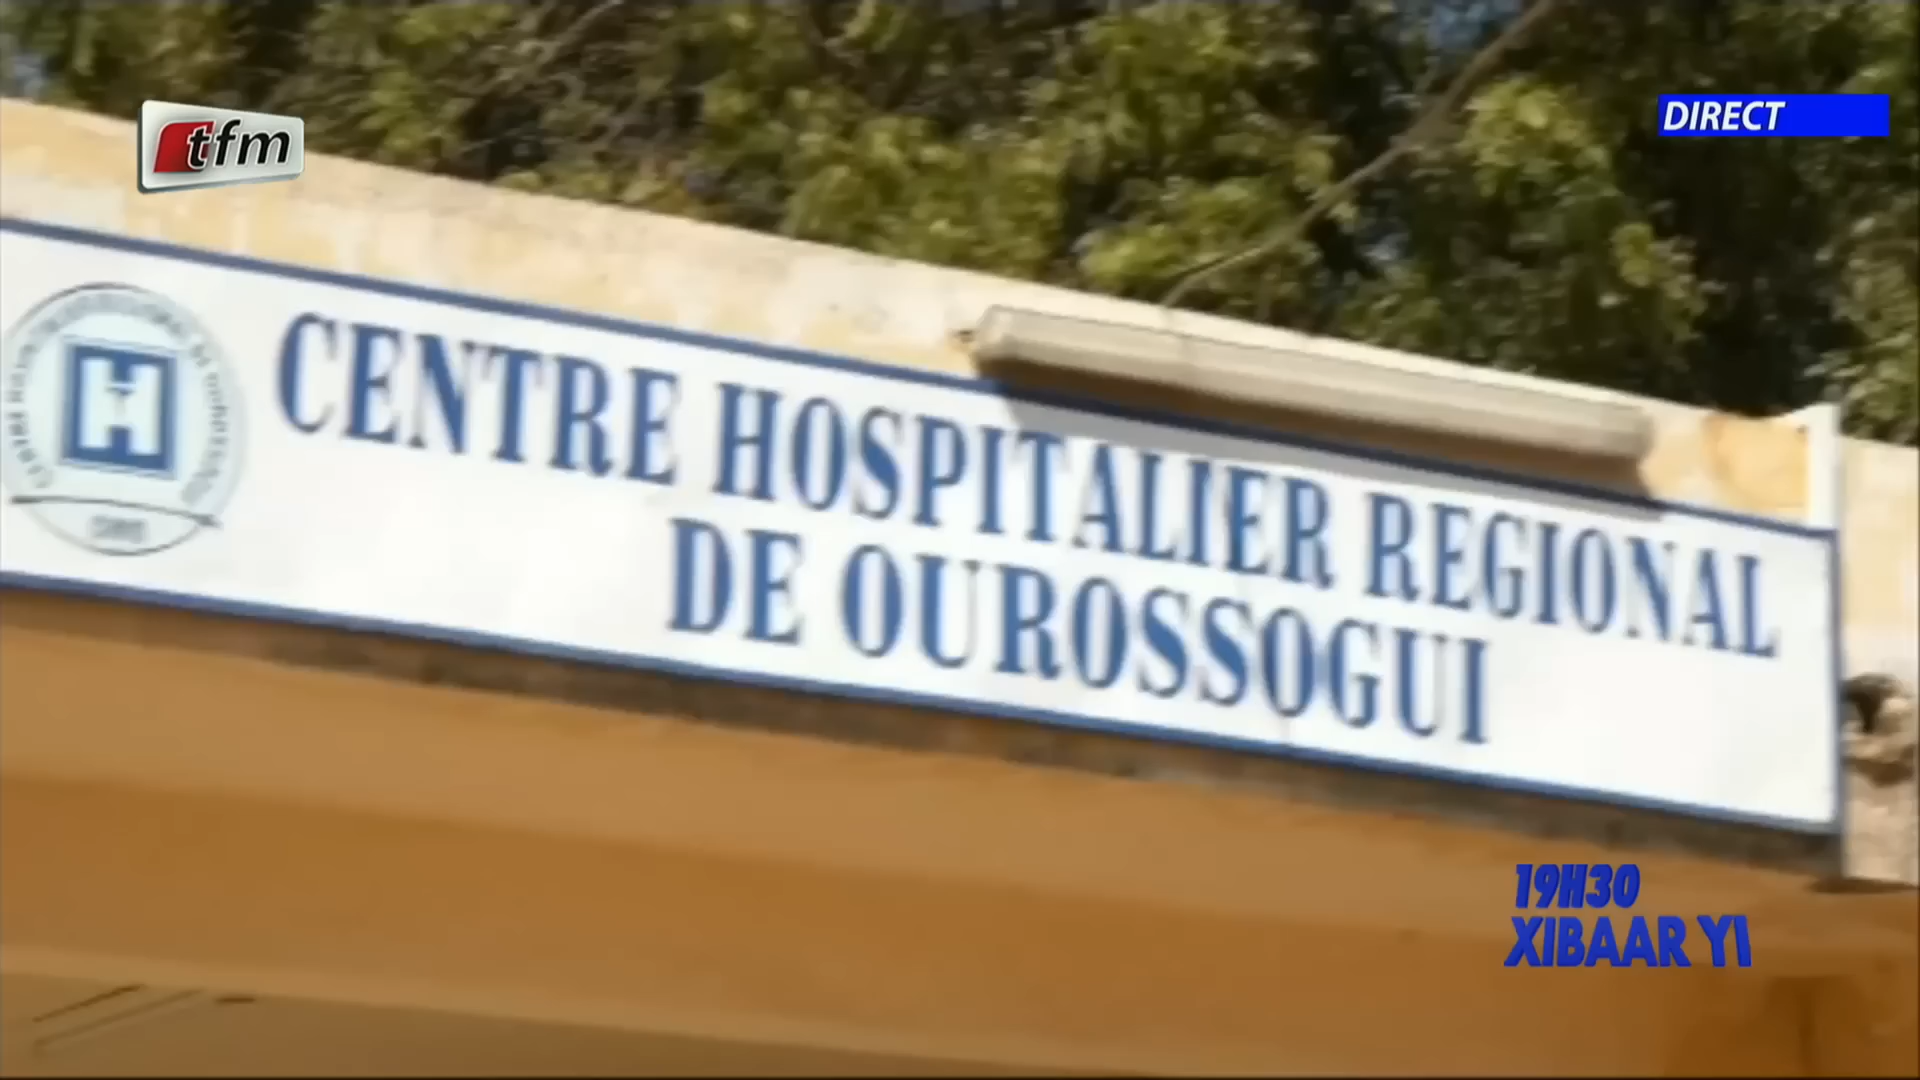 tfm
DIRECT
H
CENTRE HOSPITALIER REGIONAL
DE OUROSSOGUI
19H30
XIBAAR YI